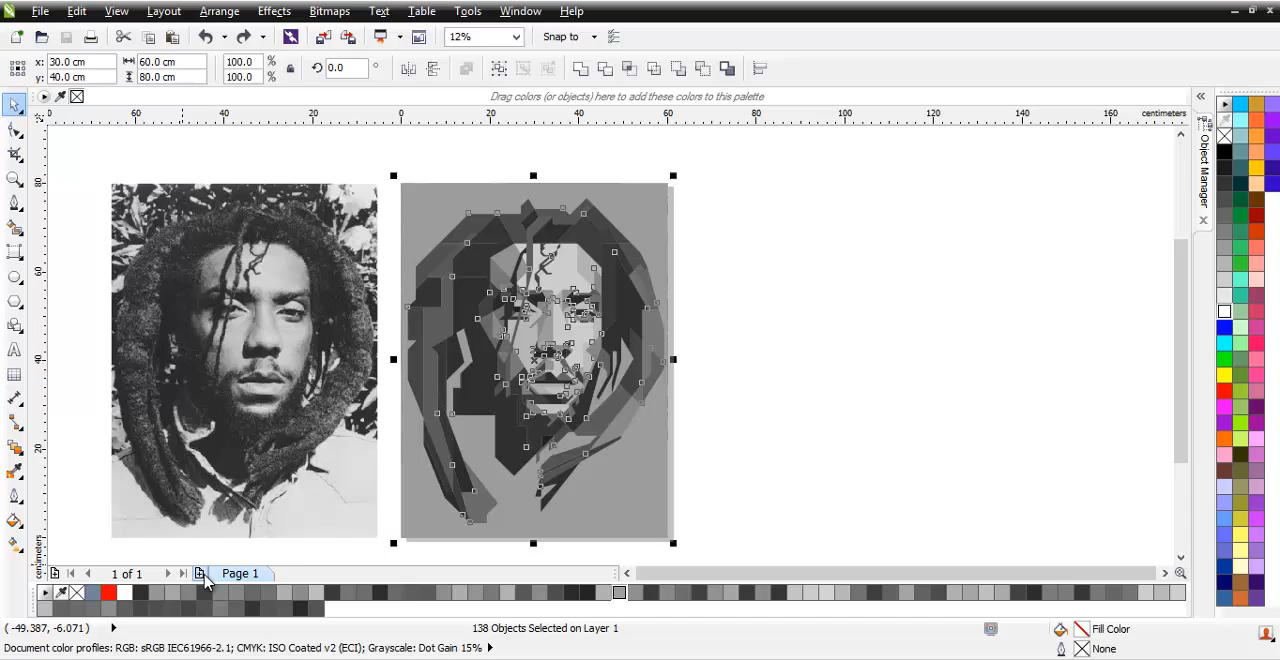 File Edit View Layout Arrange Effects Bitmaps Text Table Tools Window Help
12% Snap to
x: 30.0 cm 60.0 cm 100.0 % 0.0 °
y: 40.0 cm 80.0 cm 100.0 %
Drag colors (or objects) here to add these colors to this palette
0 40 20 0 20 40 60 80 100 120 140 160 centimeters
80
60
40
20
centimeters
Object Manager
1 of 1 Page 1
( -49.387, -6.071 ) 138 Objects Selected on Layer 1 Fill Color
Document color profiles: RGB: sRGB IEC61966-2.1; CMYK: ISO Coated v2 (ECI); Grayscale: Dot Gain 15% None